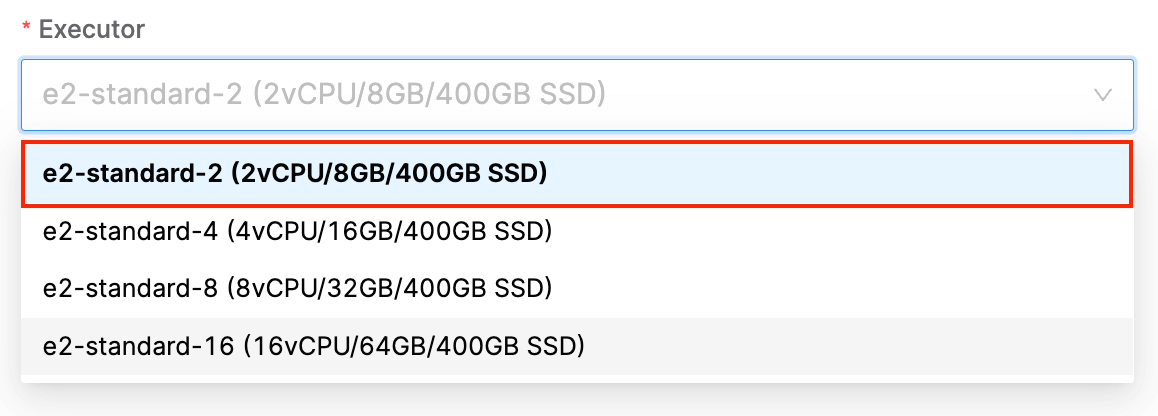 * Executor
e2-standard-2 (2vCPU/8GB/400GB SSD)
e2-standard-2 (2vCPU/8GB/400GB SSD)
e2-standard-4 (4vCPU/16GB/400GB SSD)
e2-standard-8 (8vCPU/32GB/400GB SSD)
e2-standard-16 (16vCPU/64GB/400GB SSD)